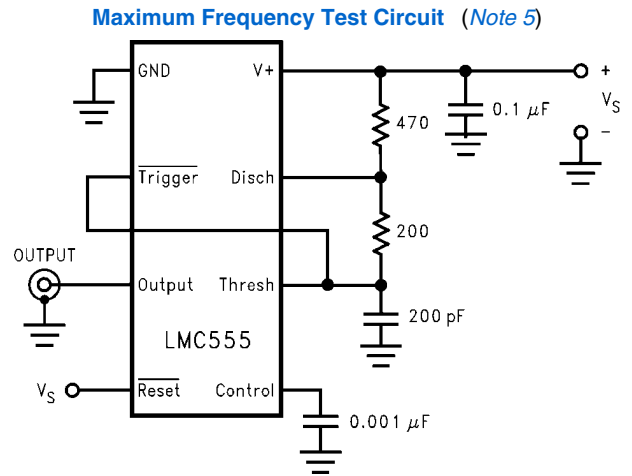 Maximum Frequency Test Circuit (Note 5)
GND V+
+
470
0.1 μF
VS
Trigger Disch
-
200
OUTPUT
Output Thresh
200 pF
LMC555
VS Reset Control
0.001 μF